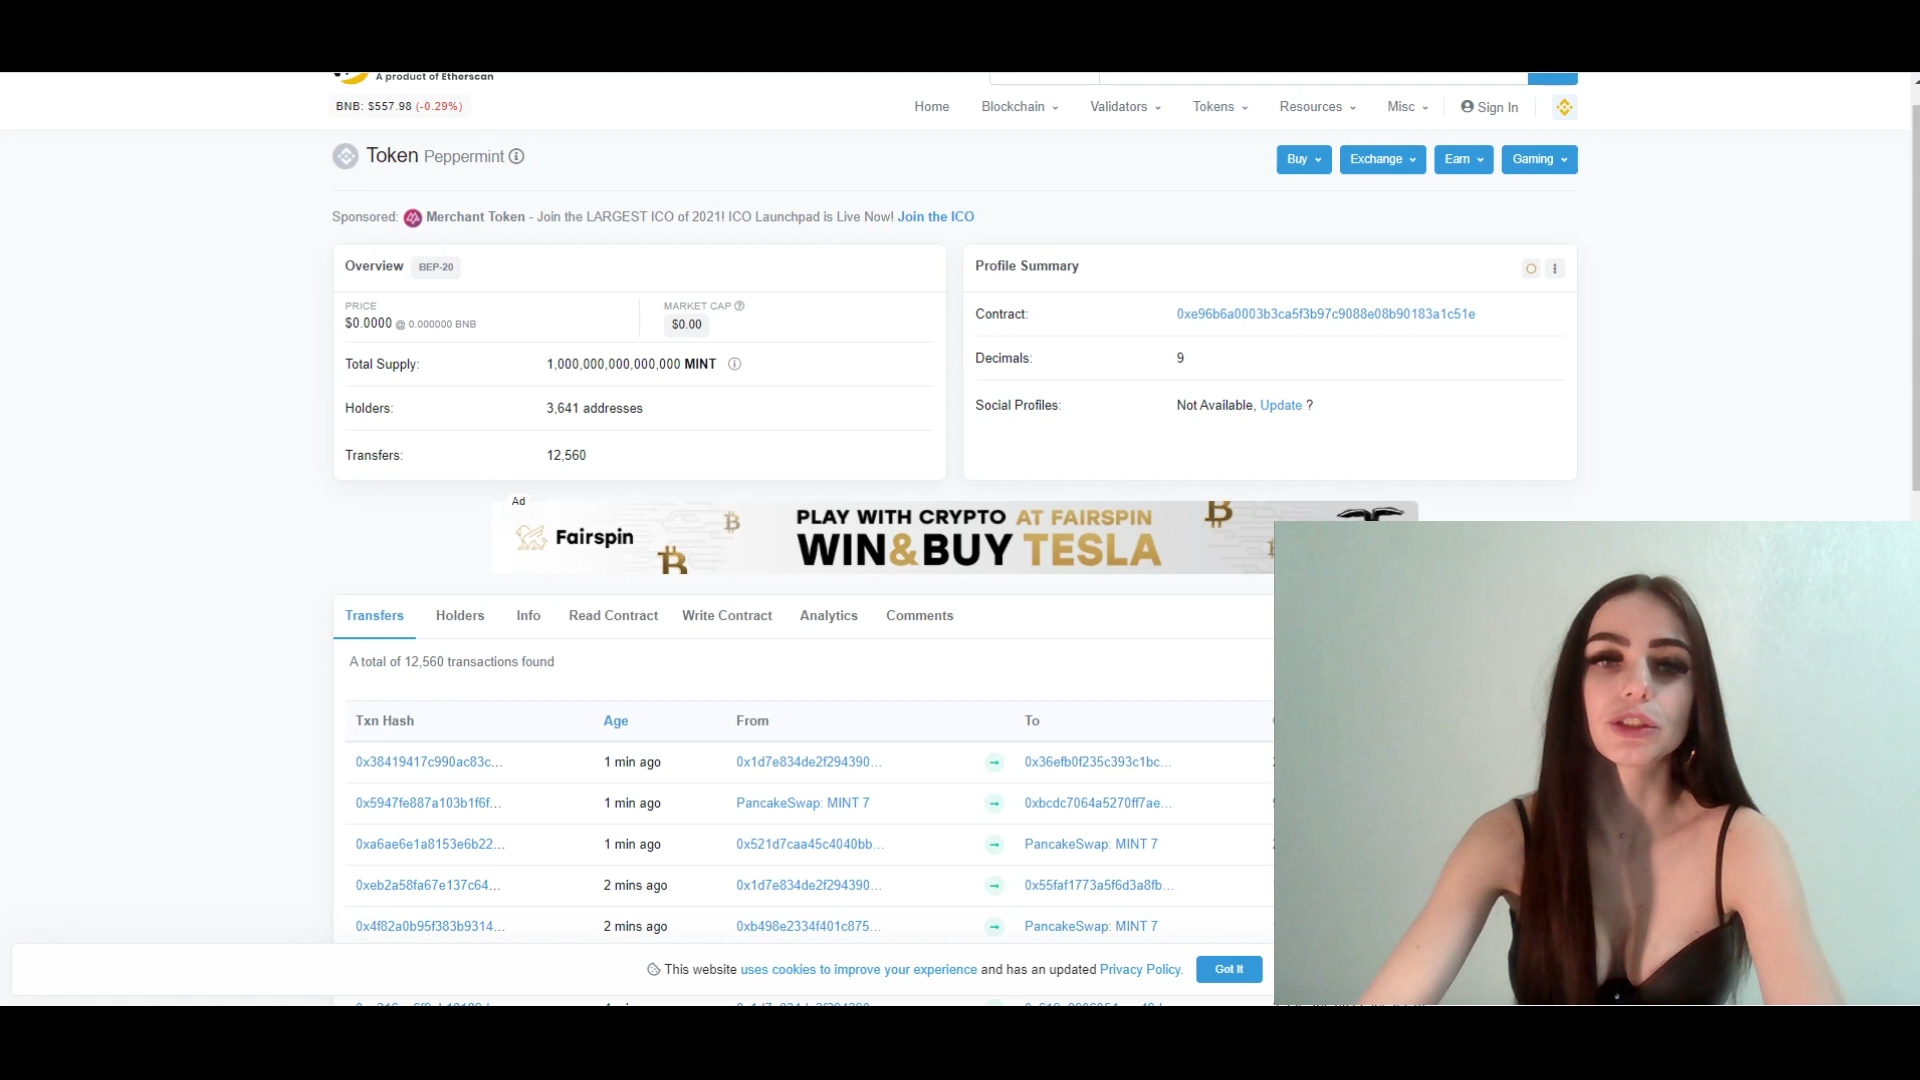 A product of Etherscan
BNB: $557.98 (-0.29%)
Home Blockchain Validators Tokens Resources Misc Sign In
Token Peppermint
Buy Exchange Earn Gaming
Sponsored: Merchant Token - Join the LARGEST ICO of 2021! ICO Launchpad is Live Now! Join the ICO
Overview BEP-20
PRICE
$0.0000 @ 0.000000 BNB
MARKET CAP
$0.00
Total Supply: 1,000,000,000,000,000 MINT
Holders: 3,641 addresses
Transfers: 12,560
Profile Summary
Contract: 0xe96b6a0003b3ca5f3b97c9088e08b90183a1c51e
Decimals: 9
Social Profiles: Not Available, Update ?
Ad
Fairspin
PLAY WITH CRYPTO AT FAIRSPIN
WIN&BUY TESLA
Transfers Holders Info Read Contract Write Contract Analytics Comments
A total of 12,560 transactions found
Txn Hash Age From To
0x38419417c990ac83c... 1 min ago 0x1d7e834de2f294390... 0x36efb0f235c393c1bc...
0x5947fe887a103b1f6f... 1 min ago PancakeSwap: MINT 7 0xbcdc7064a5270ff7ae...
0xa6ae6e1a8153e6b22... 1 min ago 0x521d7caa45c4040bb... PancakeSwap: MINT 7
0xeb2a58fa67e137c64... 2 mins ago 0x1d7e834de2f294390... 0x55faf1773a5f6d3a8fb...
0x4f82a0b95f383b9314... 2 mins ago 0xb498e2334f401c875... PancakeSwap: MINT 7
This website uses cookies to improve your experience and has an updated Privacy Policy. Got It